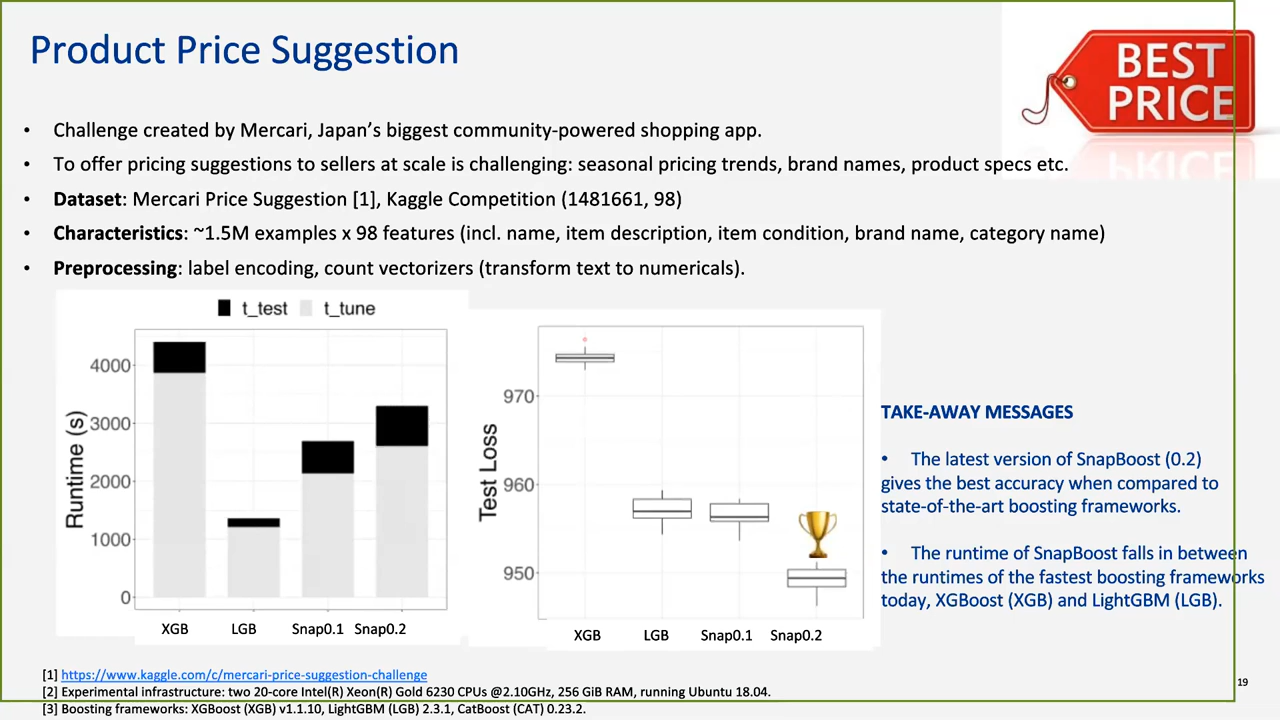 Product Price Suggestion
BEST
PRICE
• Challenge created by Mercari, Japan’s biggest community-powered shopping app.
• To offer pricing suggestions to sellers at scale is challenging: seasonal pricing trends, brand names, product specs etc.
• Dataset: Mercari Price Suggestion [1], Kaggle Competition (1481661, 98)
• Characteristics: ~1.5M examples x 98 features (incl. name, item description, item condition, brand name, category name)
• Preprocessing: label encoding, count vectorizers (transform text to numericals).
t_test t_tune
Runtime (s)
4000
3000
2000
1000
0
XGB LGB Snap0.1 Snap0.2
Test Loss
970
960
950
XGB LGB Snap0.1 Snap0.2
TAKE-AWAY MESSAGES
• The latest version of SnapBoost (0.2)
gives the best accuracy when compared to
state-of-the-art boosting frameworks.
• The runtime of SnapBoost falls in between
the runtimes of the fastest boosting frameworks
today, XGBoost (XGB) and LightGBM (LGB).
[1] https://www.kaggle.com/c/mercari-price-suggestion-challenge
[2] Experimental infrastructure: two 20-core Intel(R) Xeon(R) Gold 6230 CPUs @2.10GHz, 256 GiB RAM, running Ubuntu 18.04.
[3] Boosting frameworks: XGBoost (XGB) v1.1.10, LightGBM (LGB) 2.3.1, CatBoost (CAT) 0.23.2.
19